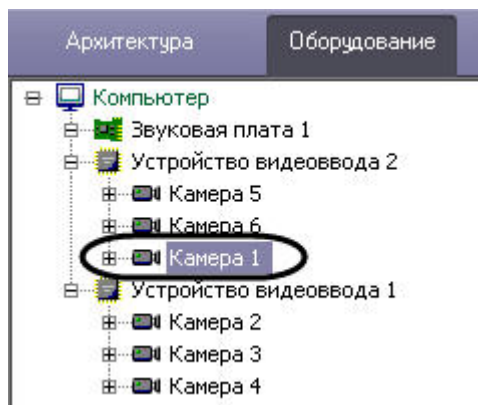 Архитектура Оборудование
Компьютер
Звуковая плата 1
Устройство видеоввода 2
Камера 5
Камера 6
Камера 1
Устройство видеоввода 1
Камера 2
Камера 3
Камера 4